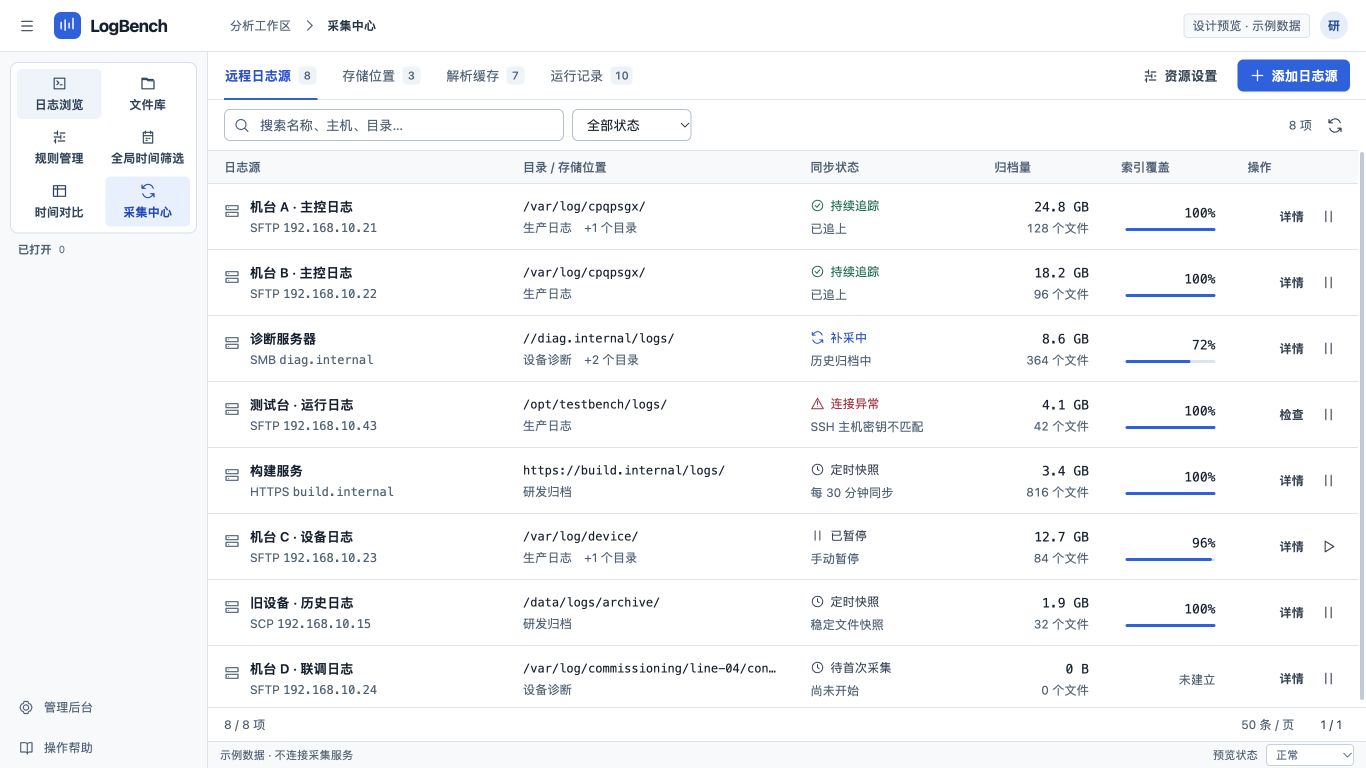 LogBench
分析工作区 > 采集中心
设计预览 · 示例数据
研
日志浏览 文件库
规则管理 全局时间筛选
时间对比 采集中心
已打开 0
管理后台
操作帮助
远程日志源 8 存储位置 3 解析缓存 7 运行记录 10
资源设置 添加日志源
搜索名称、主机、目录... 全部状态 8 项
日志源 目录 / 存储位置 同步状态 归档量 索引覆盖 操作
机台 A · 主控日志 /var/log/cpqpsgx/ 持续追踪 24.8 GB 100% 详情
SFTP 192.168.10.21 生产日志 +1 个目录 已追上 128 个文件
机台 B · 主控日志 /var/log/cpqpsgx/ 持续追踪 18.2 GB 100% 详情
SFTP 192.168.10.22 生产日志 已追上 96 个文件
诊断服务器 //diag.internal/logs/ 补采中 8.6 GB 72% 详情
SMB diag.internal 设备诊断 +2 个目录 历史归档中 364 个文件
测试台 · 运行日志 /opt/testbench/logs/ 连接异常 4.1 GB 100% 检查
SFTP 192.168.10.43 生产日志 SSH 主机密钥不匹配 42 个文件
构建服务 https://build.internal/logs/ 定时快照 3.4 GB 100% 详情
HTTPS build.internal 研发归档 每 30 分钟同步 816 个文件
机台 C · 设备日志 /var/log/device/ 已暂停 12.7 GB 96% 详情
SFTP 192.168.10.23 生产日志 +1 个目录 手动暂停 84 个文件
旧设备 · 历史日志 /data/logs/archive/ 定时快照 1.9 GB 100% 详情
SCP 192.168.10.15 研发归档 稳定文件快照 32 个文件
机台 D · 联调日志 /var/log/commissioning/line-04/con… 待首次采集 0 B 未建立 详情
SFTP 192.168.10.24 设备诊断 尚未开始 0 个文件
8 / 8 项 50 条 / 页 1 / 1
示例数据 · 不连接采集服务 预览状态 正常